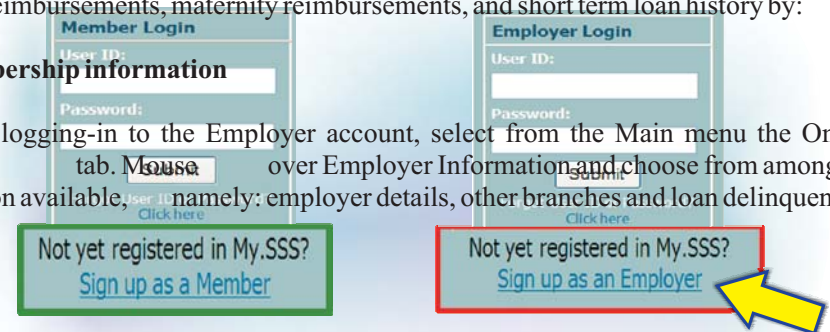 eimbursements, maternity reimbursements, and short term loan history by:
Member Login
User ID:
Password:
Submit
Click here
Not yet registered in My.SSS?
Sign up as a Member
Employer Login
User ID:
Password:
Submit
Click here
Not yet registered in My.SSS?
Sign up as an Employer
bership information
logging-in to the Employer account, select from the Main menu the On
tab. Mouse over Employer Information and choose from among
on available, namely: employer details, other branches and loan delinquen